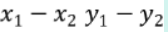 x₁ − x₂ y₁ − y₂